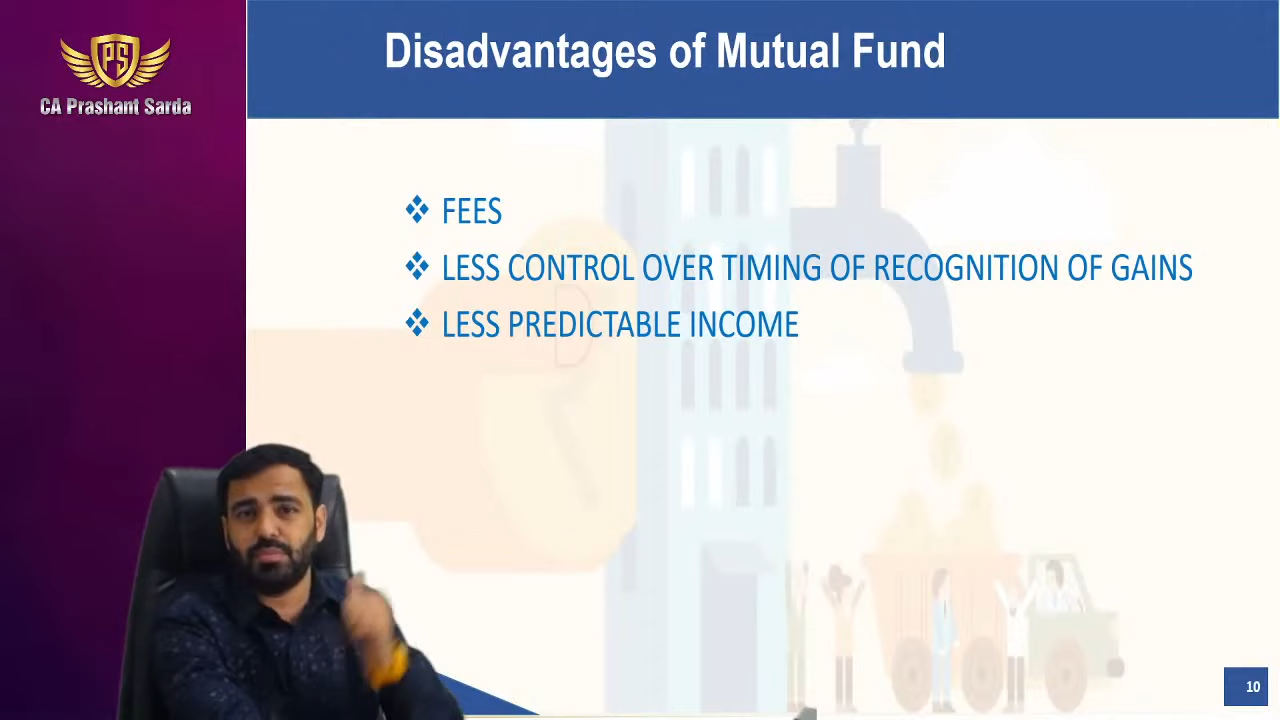 PS
CA Prashant Sarda
Disadvantages of Mutual Fund
FEES
LESS CONTROL OVER TIMING OF RECOGNITION OF GAINS
LESS PREDICTABLE INCOME
10